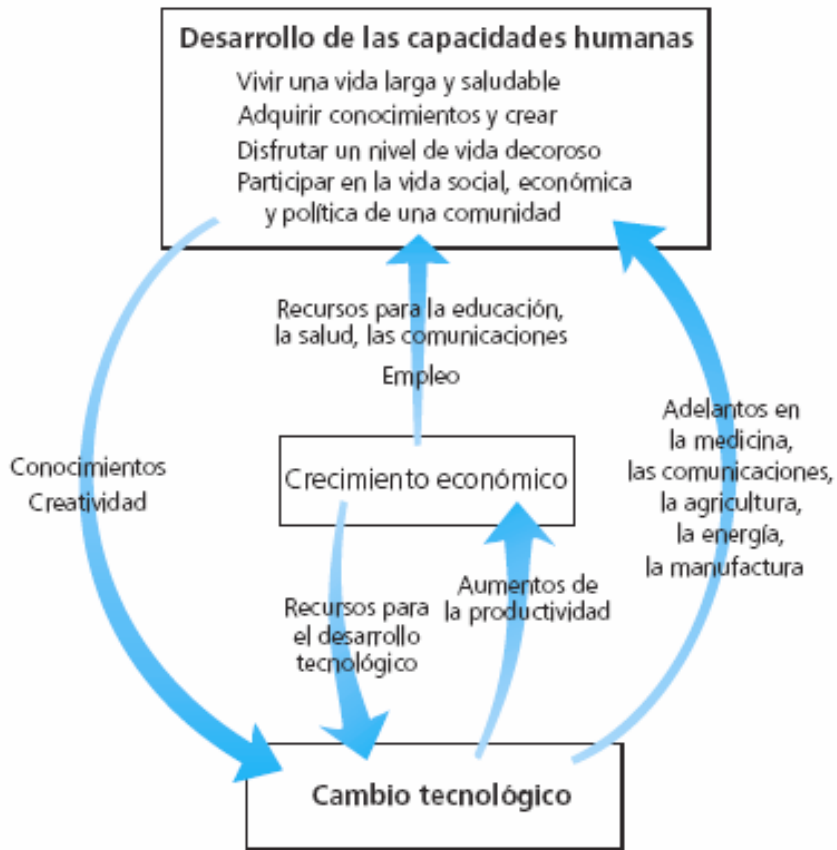 Desarrollo de las capacidades humanas
Vivir una vida larga y saludable
Adquirir conocimientos y crear
Disfrutar un nivel de vida decoroso
Participar en la vida social, económica
y política de una comunidad
Recursos para la educación,
la salud, las comunicaciones
Empleo
Conocimientos
Creatividad
Crecimiento económico
Adelantos en
la medicina,
las comunicaciones,
la agricultura,
la energía,
la manufactura
Recursos para
el desarrollo
tecnológico
Aumentos de
la productividad
Cambio tecnológico